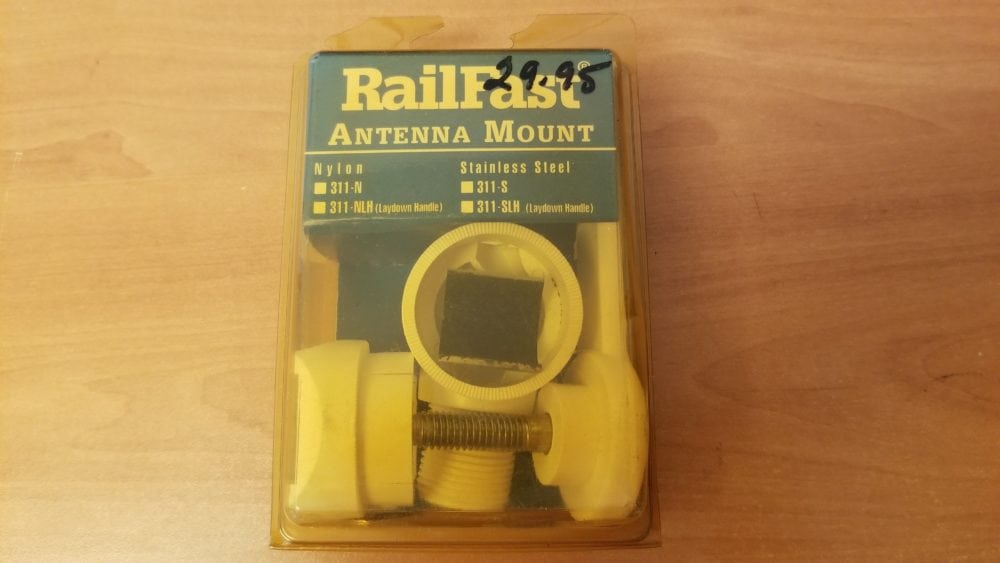 29.95
RailFast®
ANTENNA MOUNT
Nylon
311-N
311-NLH (Laydown Handle)
Stainless Steel
311-S
311-SLH (Laydown Handle)